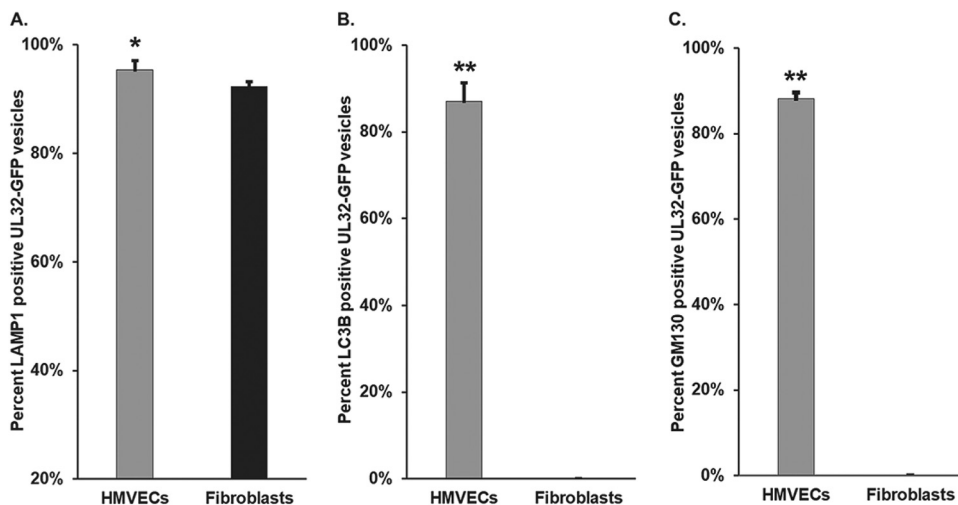 A.
Percent LAMP1 positive UL32-GFP vesicles
100%
80%
60%
40%
20%
*
HMVECs Fibroblasts
B.
Percent LC3B positive UL32-GFP vesicles
100%
80%
60%
40%
20%
0%
**
HMVECs Fibroblasts
C.
Percent GM130 positive UL32-GFP vesicles
100%
80%
60%
40%
20%
0%
**
HMVECs Fibroblasts